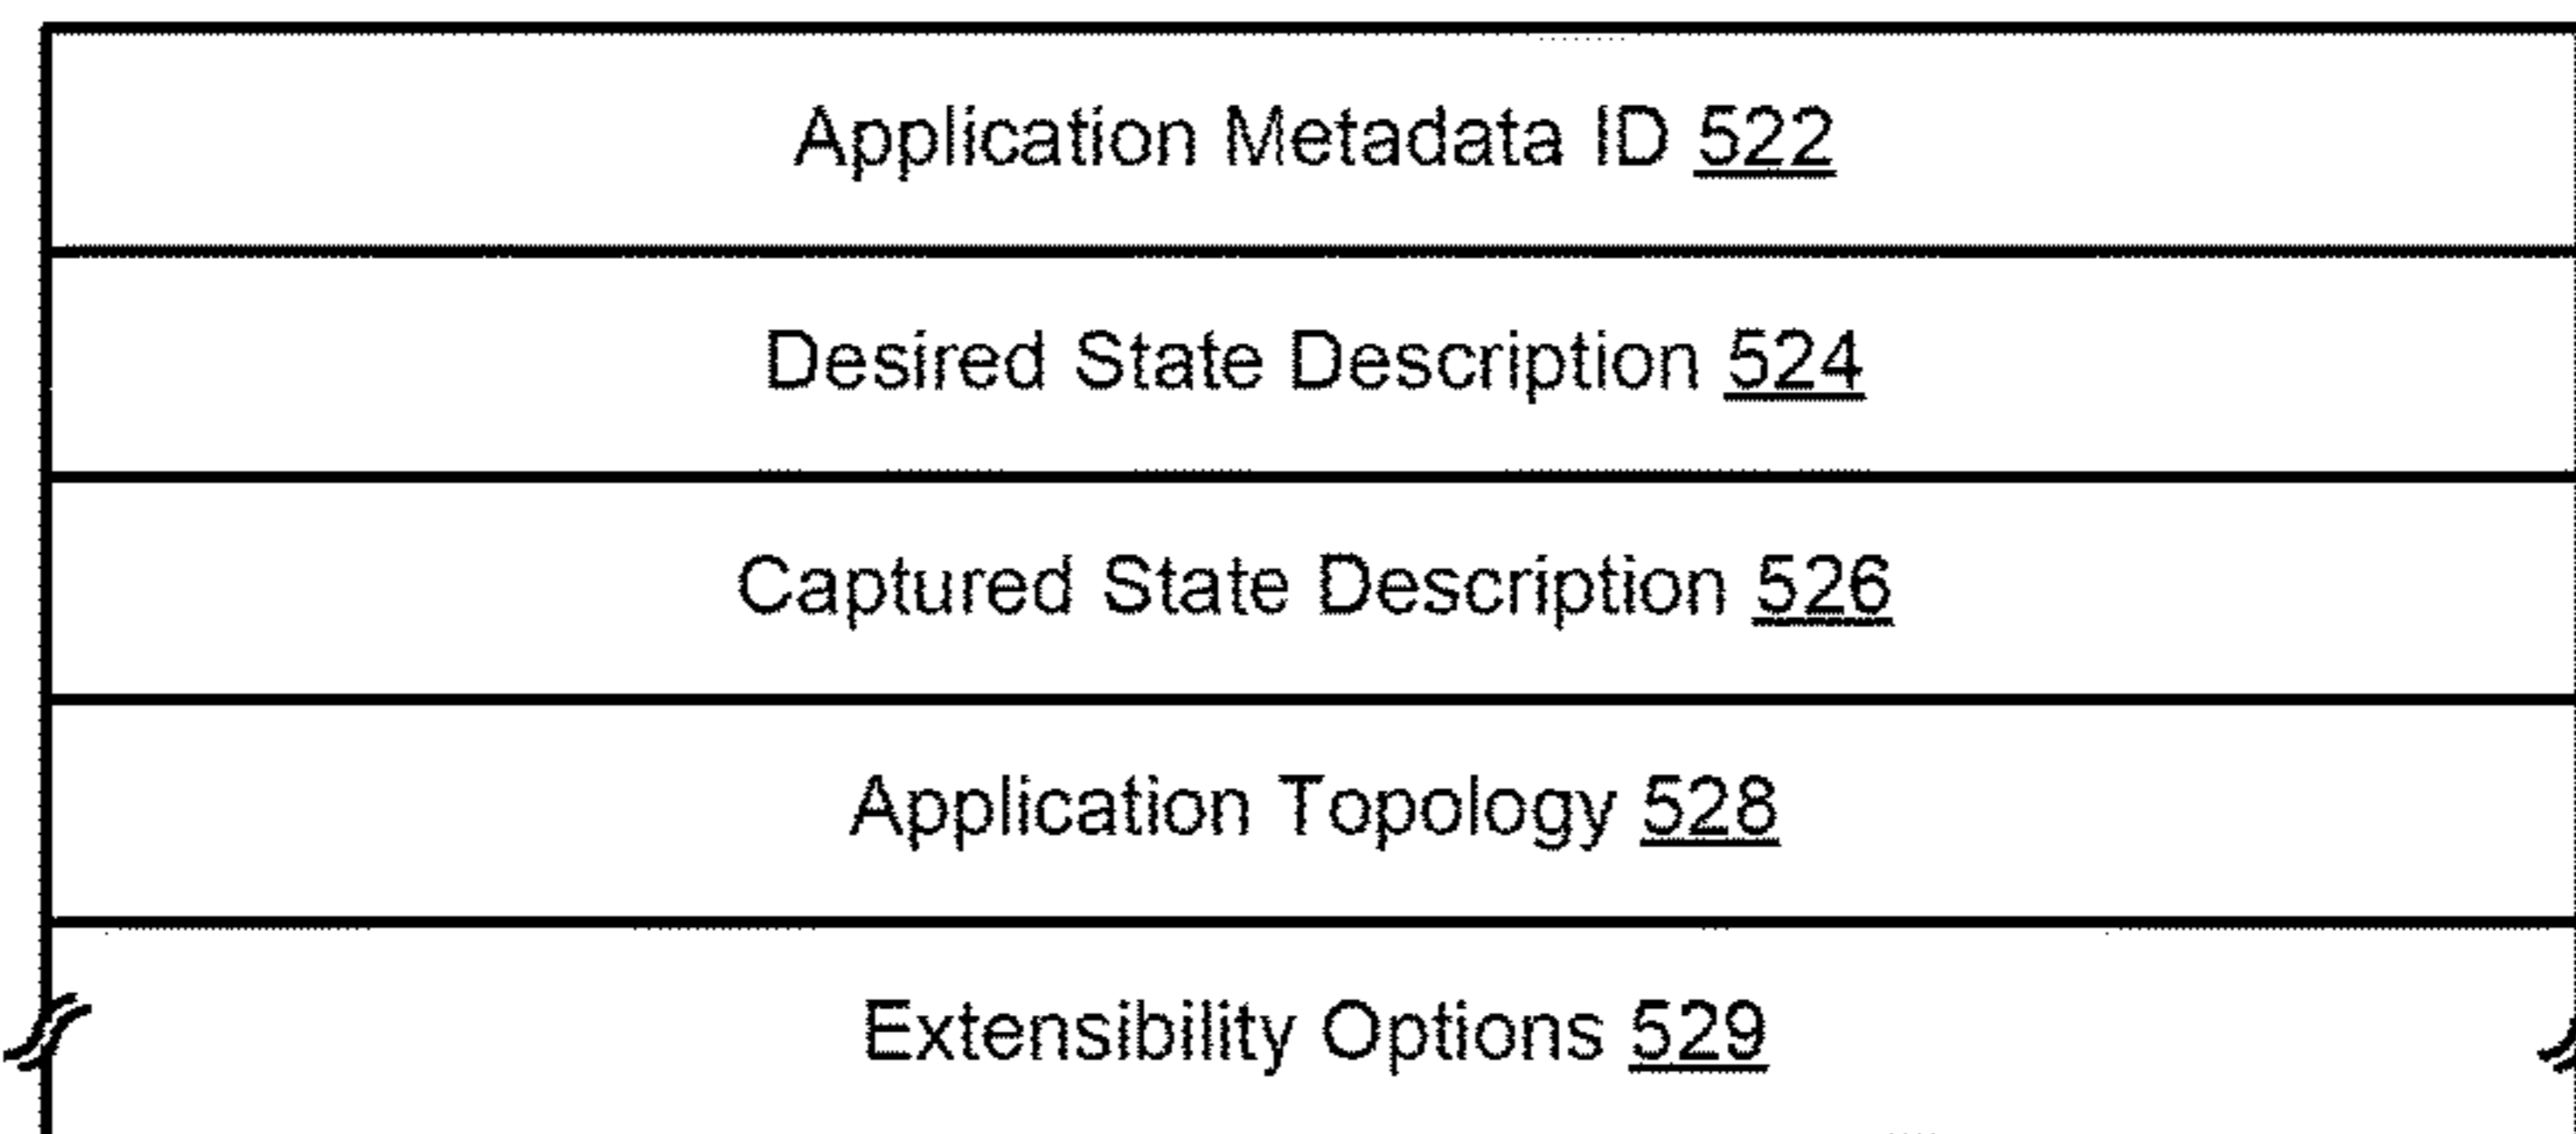 Application Metadata ID 522
Desired State Description 524
Captured State Description 526
Application Topology 528
Extensibility Options 529